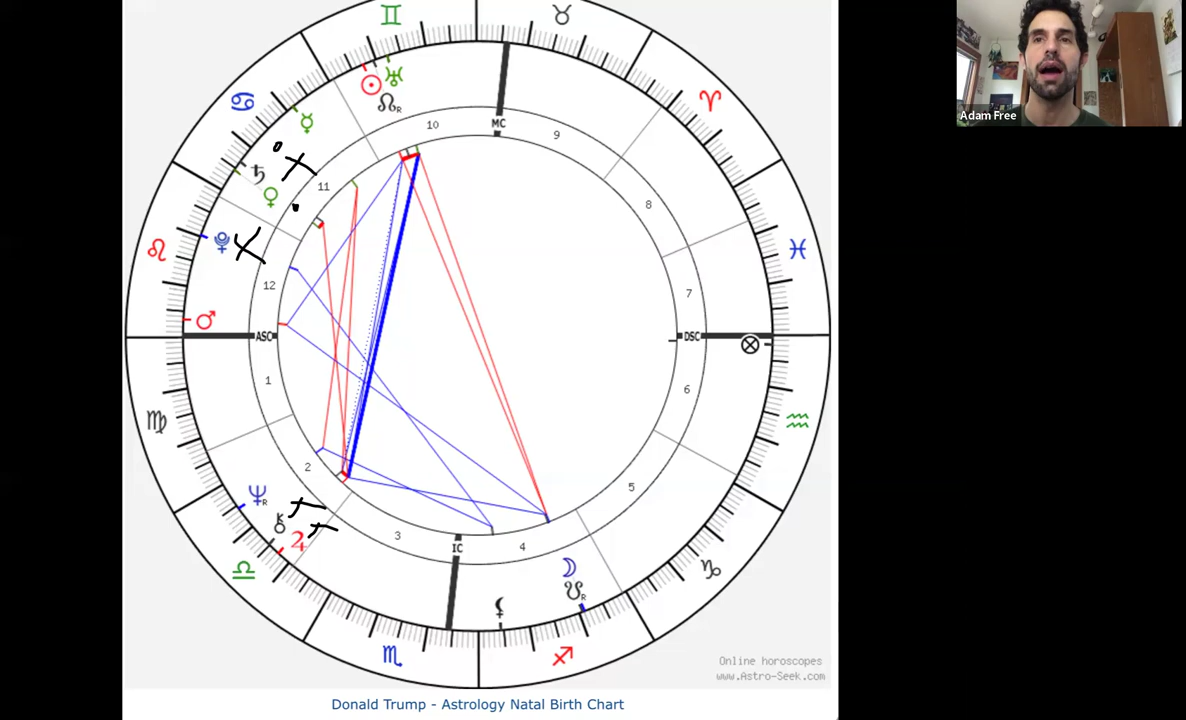 Adam Free
MC
10
9
11
8
12
7
ASC
DSC
1
6
2
5
3
4
IC
R
R
R
Online horoscopes
www.Astro-Seek.com
Donald Trump - Astrology Natal Birth Chart